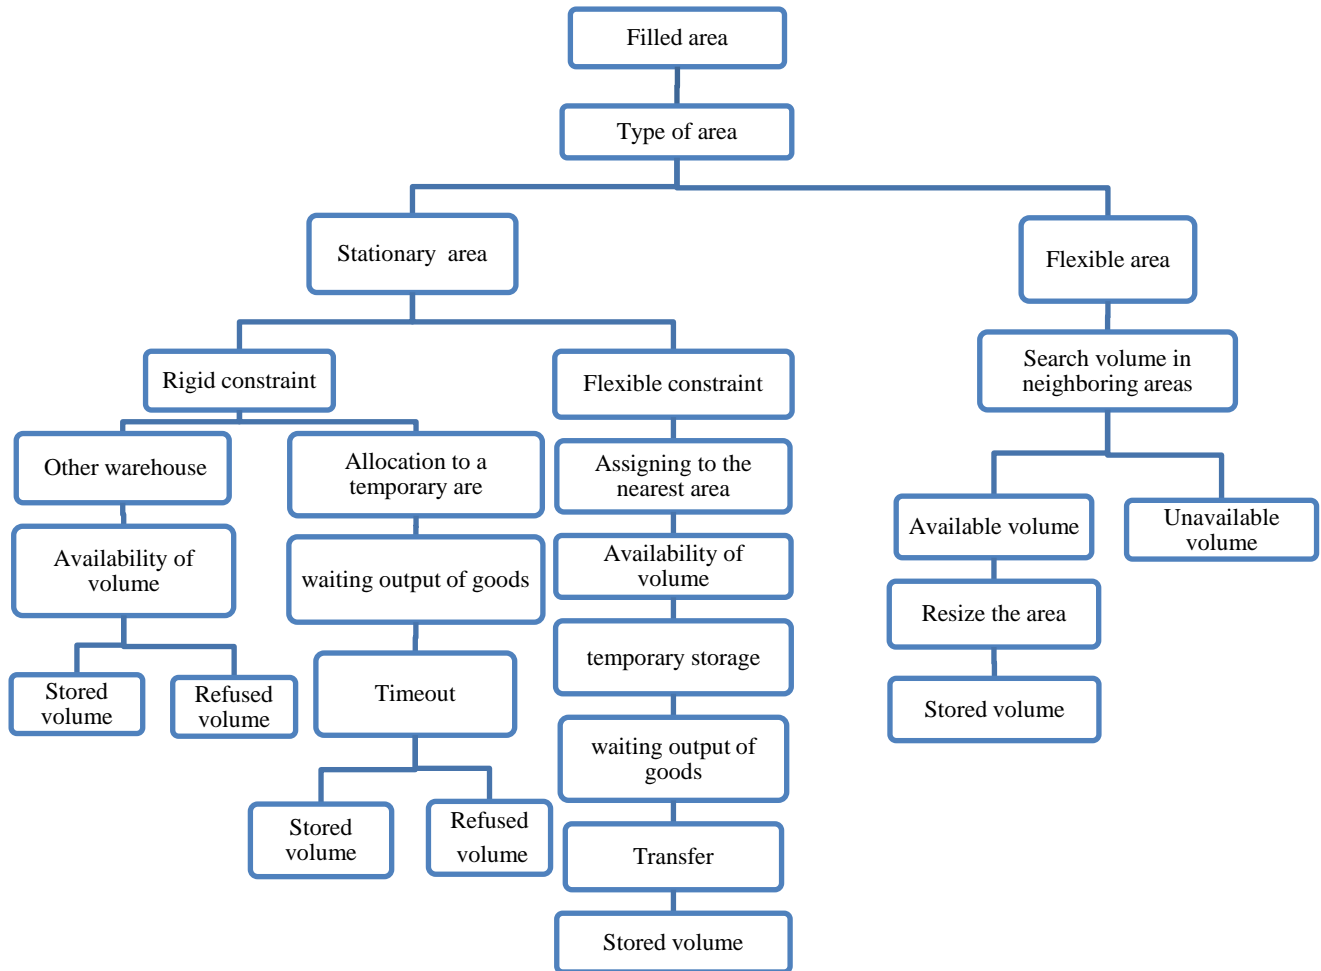 Filled area
Type of area
Stationary area
Flexible area
Rigid constraint
Flexible constraint
Search volume in
neighboring areas
Other warehouse
Allocation to a
temporary are
Assigning to the
nearest area
Available volume
Unavailable
volume
Availability of
volume
waiting output of goods
Availability of
volume
Resize the area
Stored
volume
Refused
volume
Timeout
temporary storage
Stored volume
waiting output of
goods
Stored
volume
Refused
volume
Transfer
Stored volume